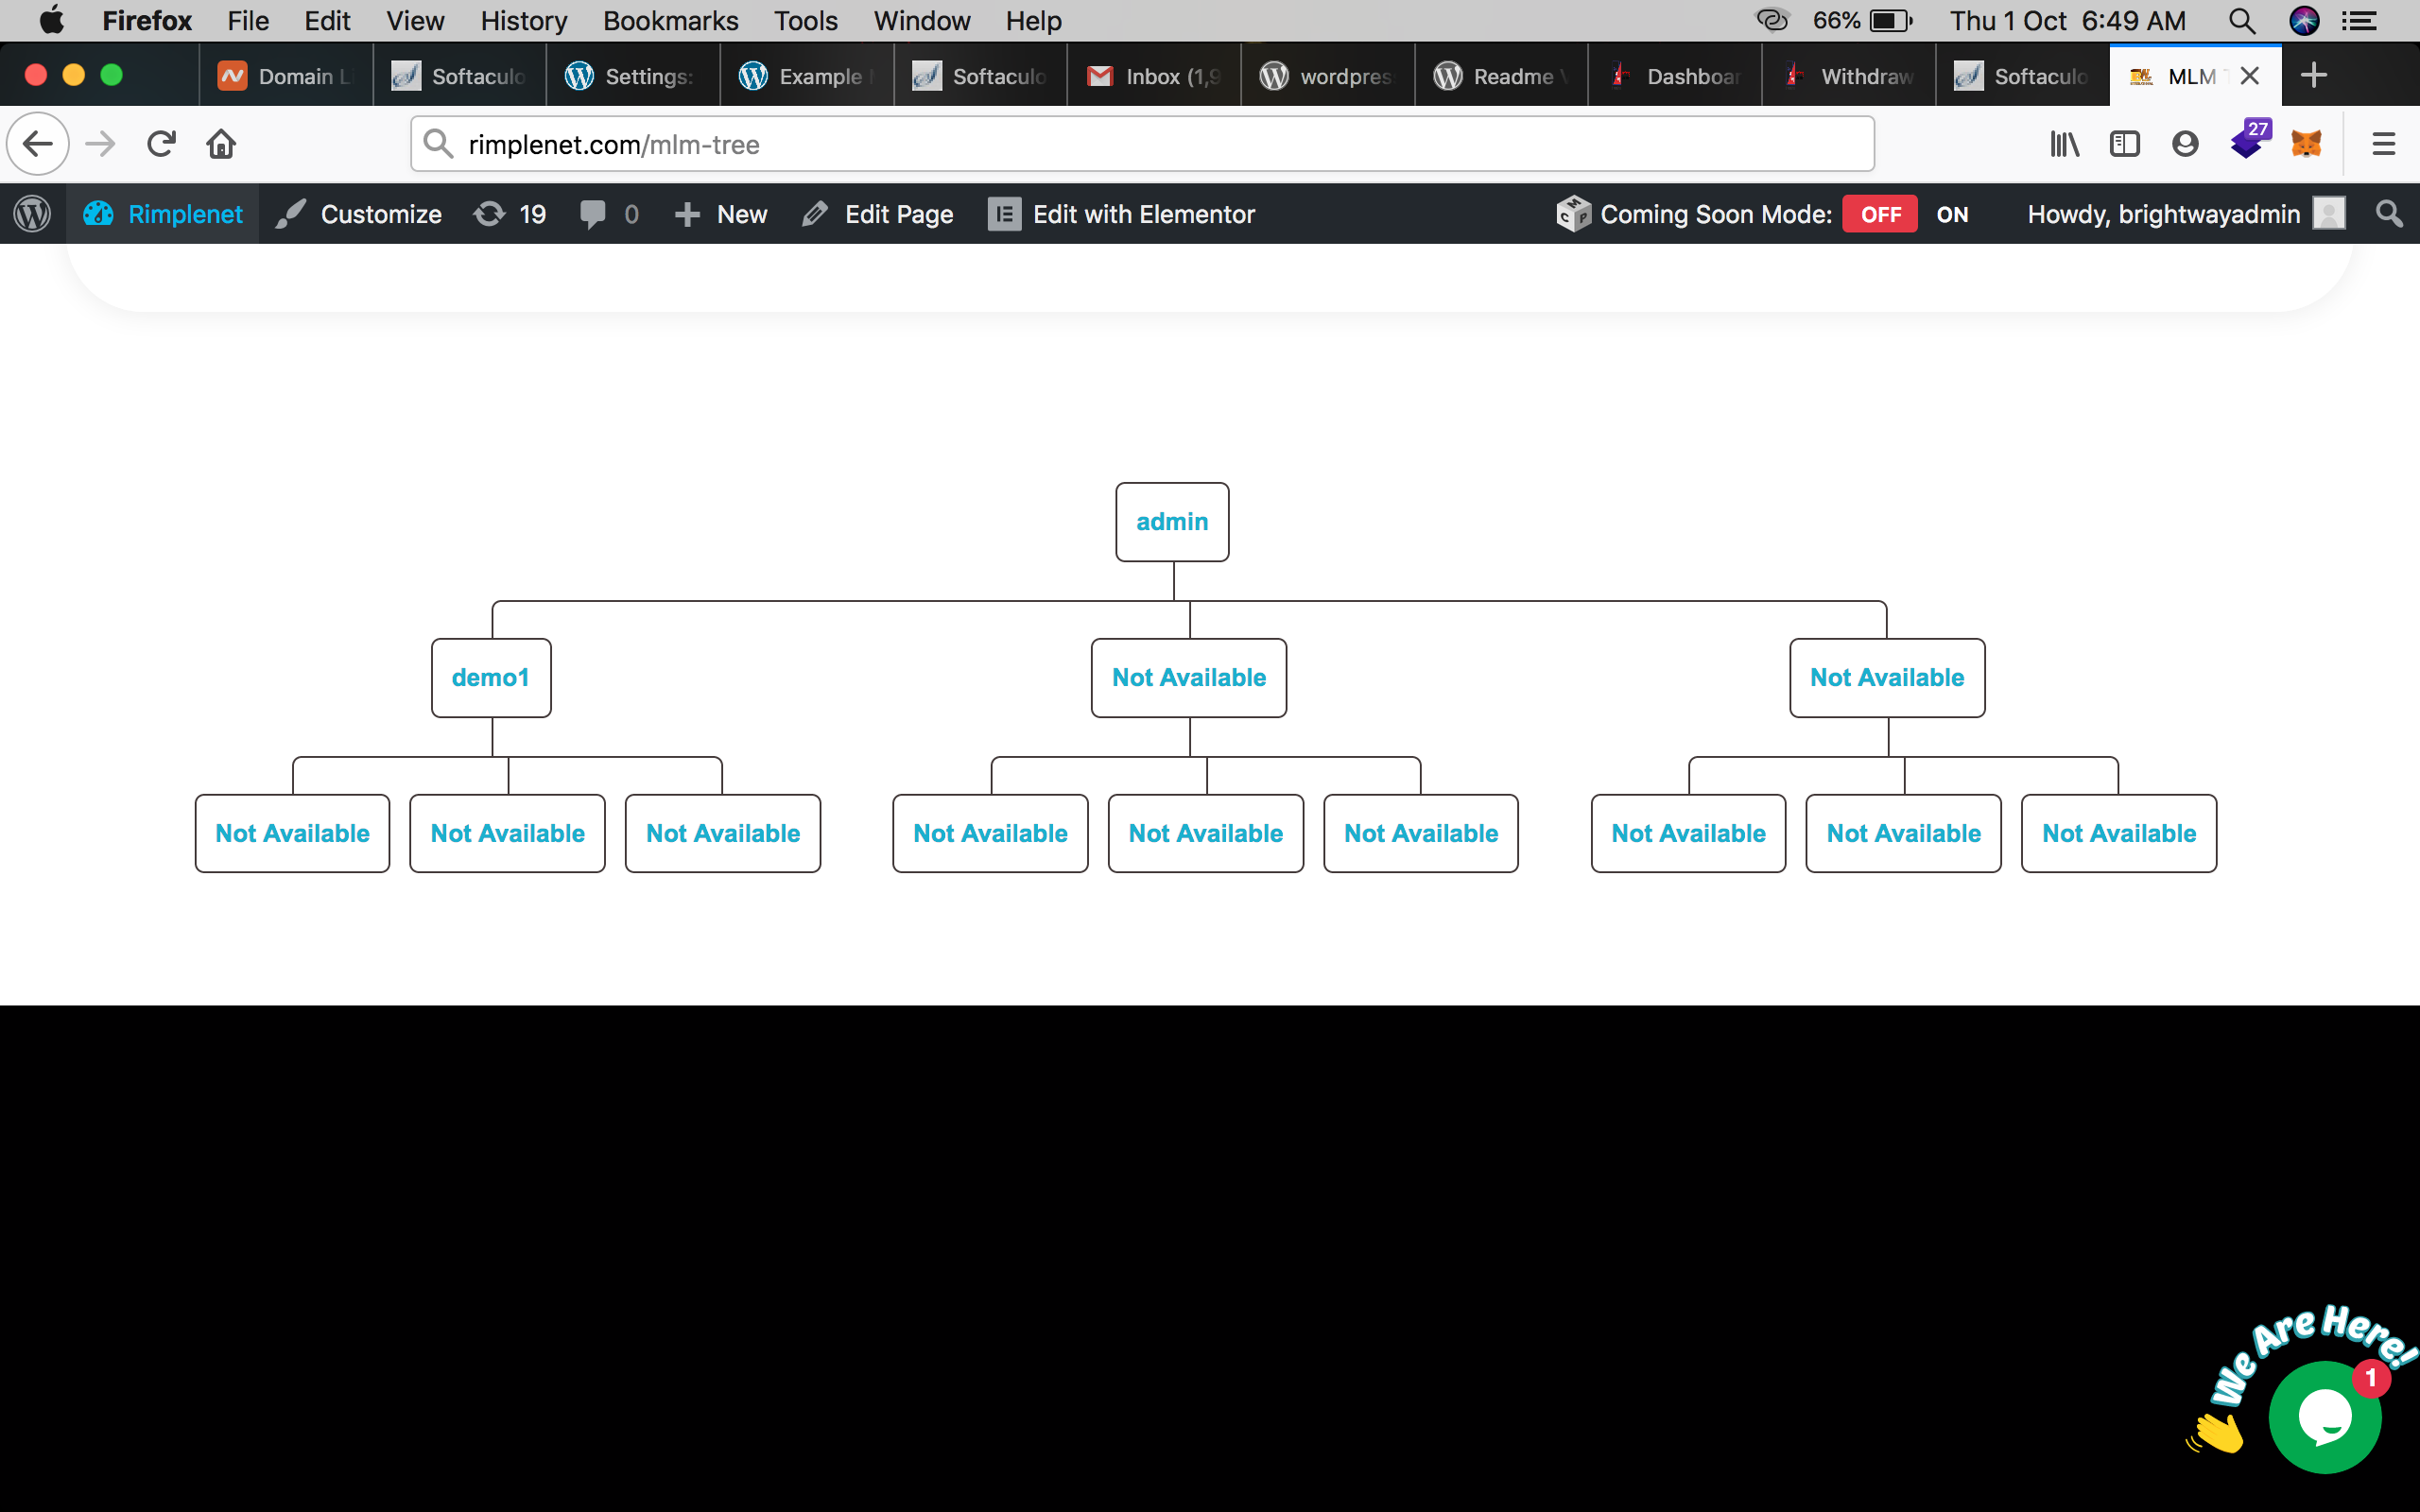 Firefox File Edit View History Bookmarks Tools Window Help 66% Thu 1 Oct 6:49 AM
Domain Softaculo Settings: Example Softaculo Inbox (1,9 wordpres Readme Dashboar Withdraw Softaculo MLM
rimplenet.com/mlm-tree 27
Rimplenet Customize 19 0 New Edit Page Edit with Elementor CMP Coming Soon Mode: OFF ON Howdy, brightwayadmin
admin
demo1 Not Available Not Available
Not Available Not Available Not Available Not Available Not Available Not Available Not Available Not Available Not Available
We Are Here!
1